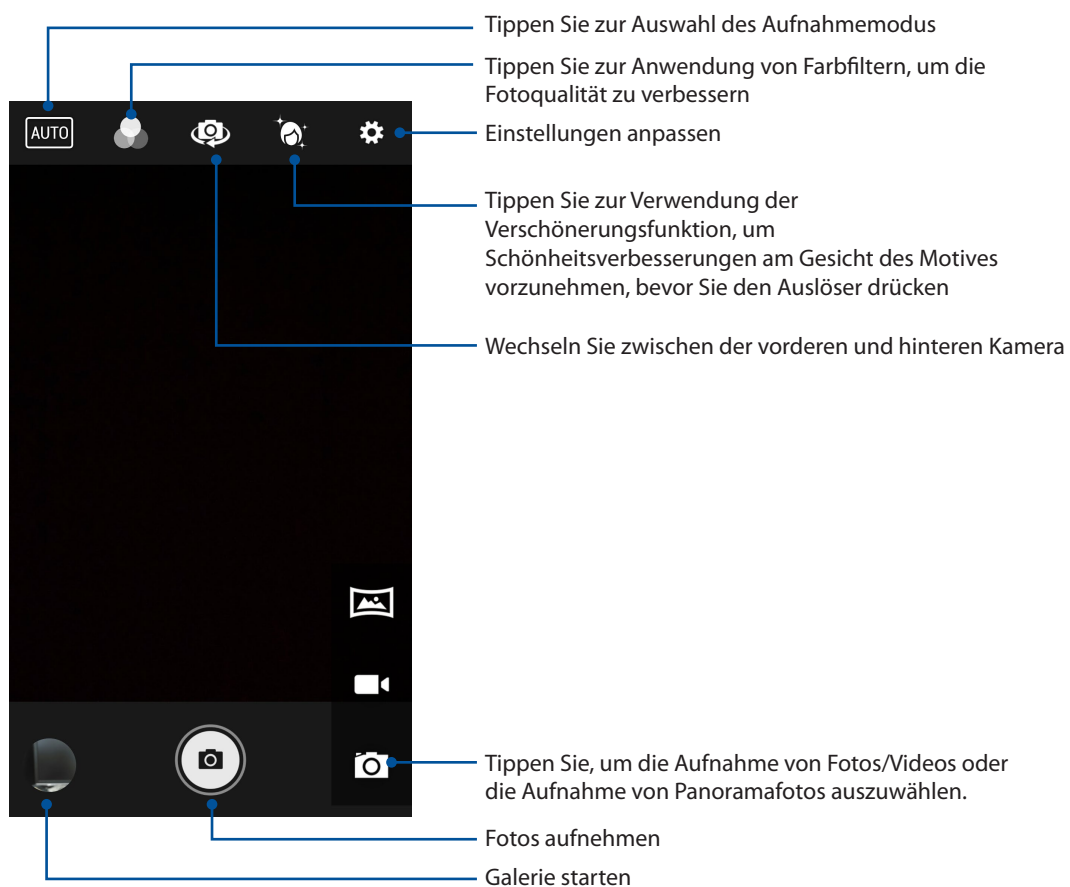 Tippen Sie zur Auswahl des Aufnahmemodus
Tippen Sie zur Anwendung von Farbfiltern, um die
Fotoqualität zu verbessern
AUTO
Einstellungen anpassen
Tippen Sie zur Verwendung der
Verschönerungsfunktion, um
Schönheitsverbesserungen am Gesicht des Motives
vorzunehmen, bevor Sie den Auslöser drücken
Wechseln Sie zwischen der vorderen und hinteren Kamera
Tippen Sie, um die Aufnahme von Fotos/Videos oder
die Aufnahme von Panoramafotos auszuwählen.
Fotos aufnehmen
Galerie starten